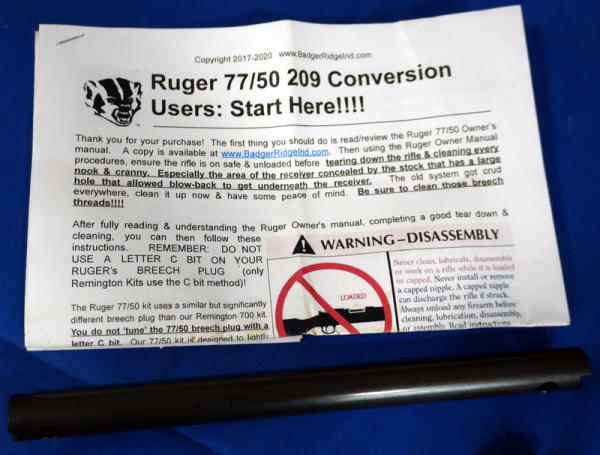 Copyright 2017-2020 www.BadgerRidgeInd.com
Ruger 77/50 209 Conversion
Users: Start Here!!!!
Thank you for your purchase! The first thing you should do is read/review the Ruger 77/50 Owner's
manual. A copy is available at www.BadgerRidgeInd.com. Then using the Ruger Owner Manual
procedures, ensure the rifle is on safe & unloaded before tearing down the rifle & cleaning every
nook & cranny. Especially the area of the receiver concealed by the stock that has a large
hole that allowed blow-back to get underneath the receiver. The old system got crud
everywhere, clean it up now & have some peace of mind. Be sure to clean those breech
threads!!!!
After fully reading & understanding the Ruger Owner's manual, completing a good tear down &
cleaning, you can then follow these
instructions. REMEMBER: DO NOT
USE A LETTER C BIT ON YOUR
RUGER's BREECH PLUG (only
Remington Kits use the C bit method)!
The Ruger 77/50 kit uses a similar but significantly
different breech plug than our Remington 700 kit.
You do not 'tune' the 77/50 breech plug with a
letter C bit. Our 77/50 kit is designed to lightly
WARNING–DISASSEMBLY
LOADED
Never clean, lubricate, disassemble
or work on a rifle while it is loaded
or capped. Never install or remove
a capped nipple. A capped nipple
can discharge the rifle if struck.
Always unload any firearm before
cleaning, lubrication, disassembly,
or assembly. Read instructions